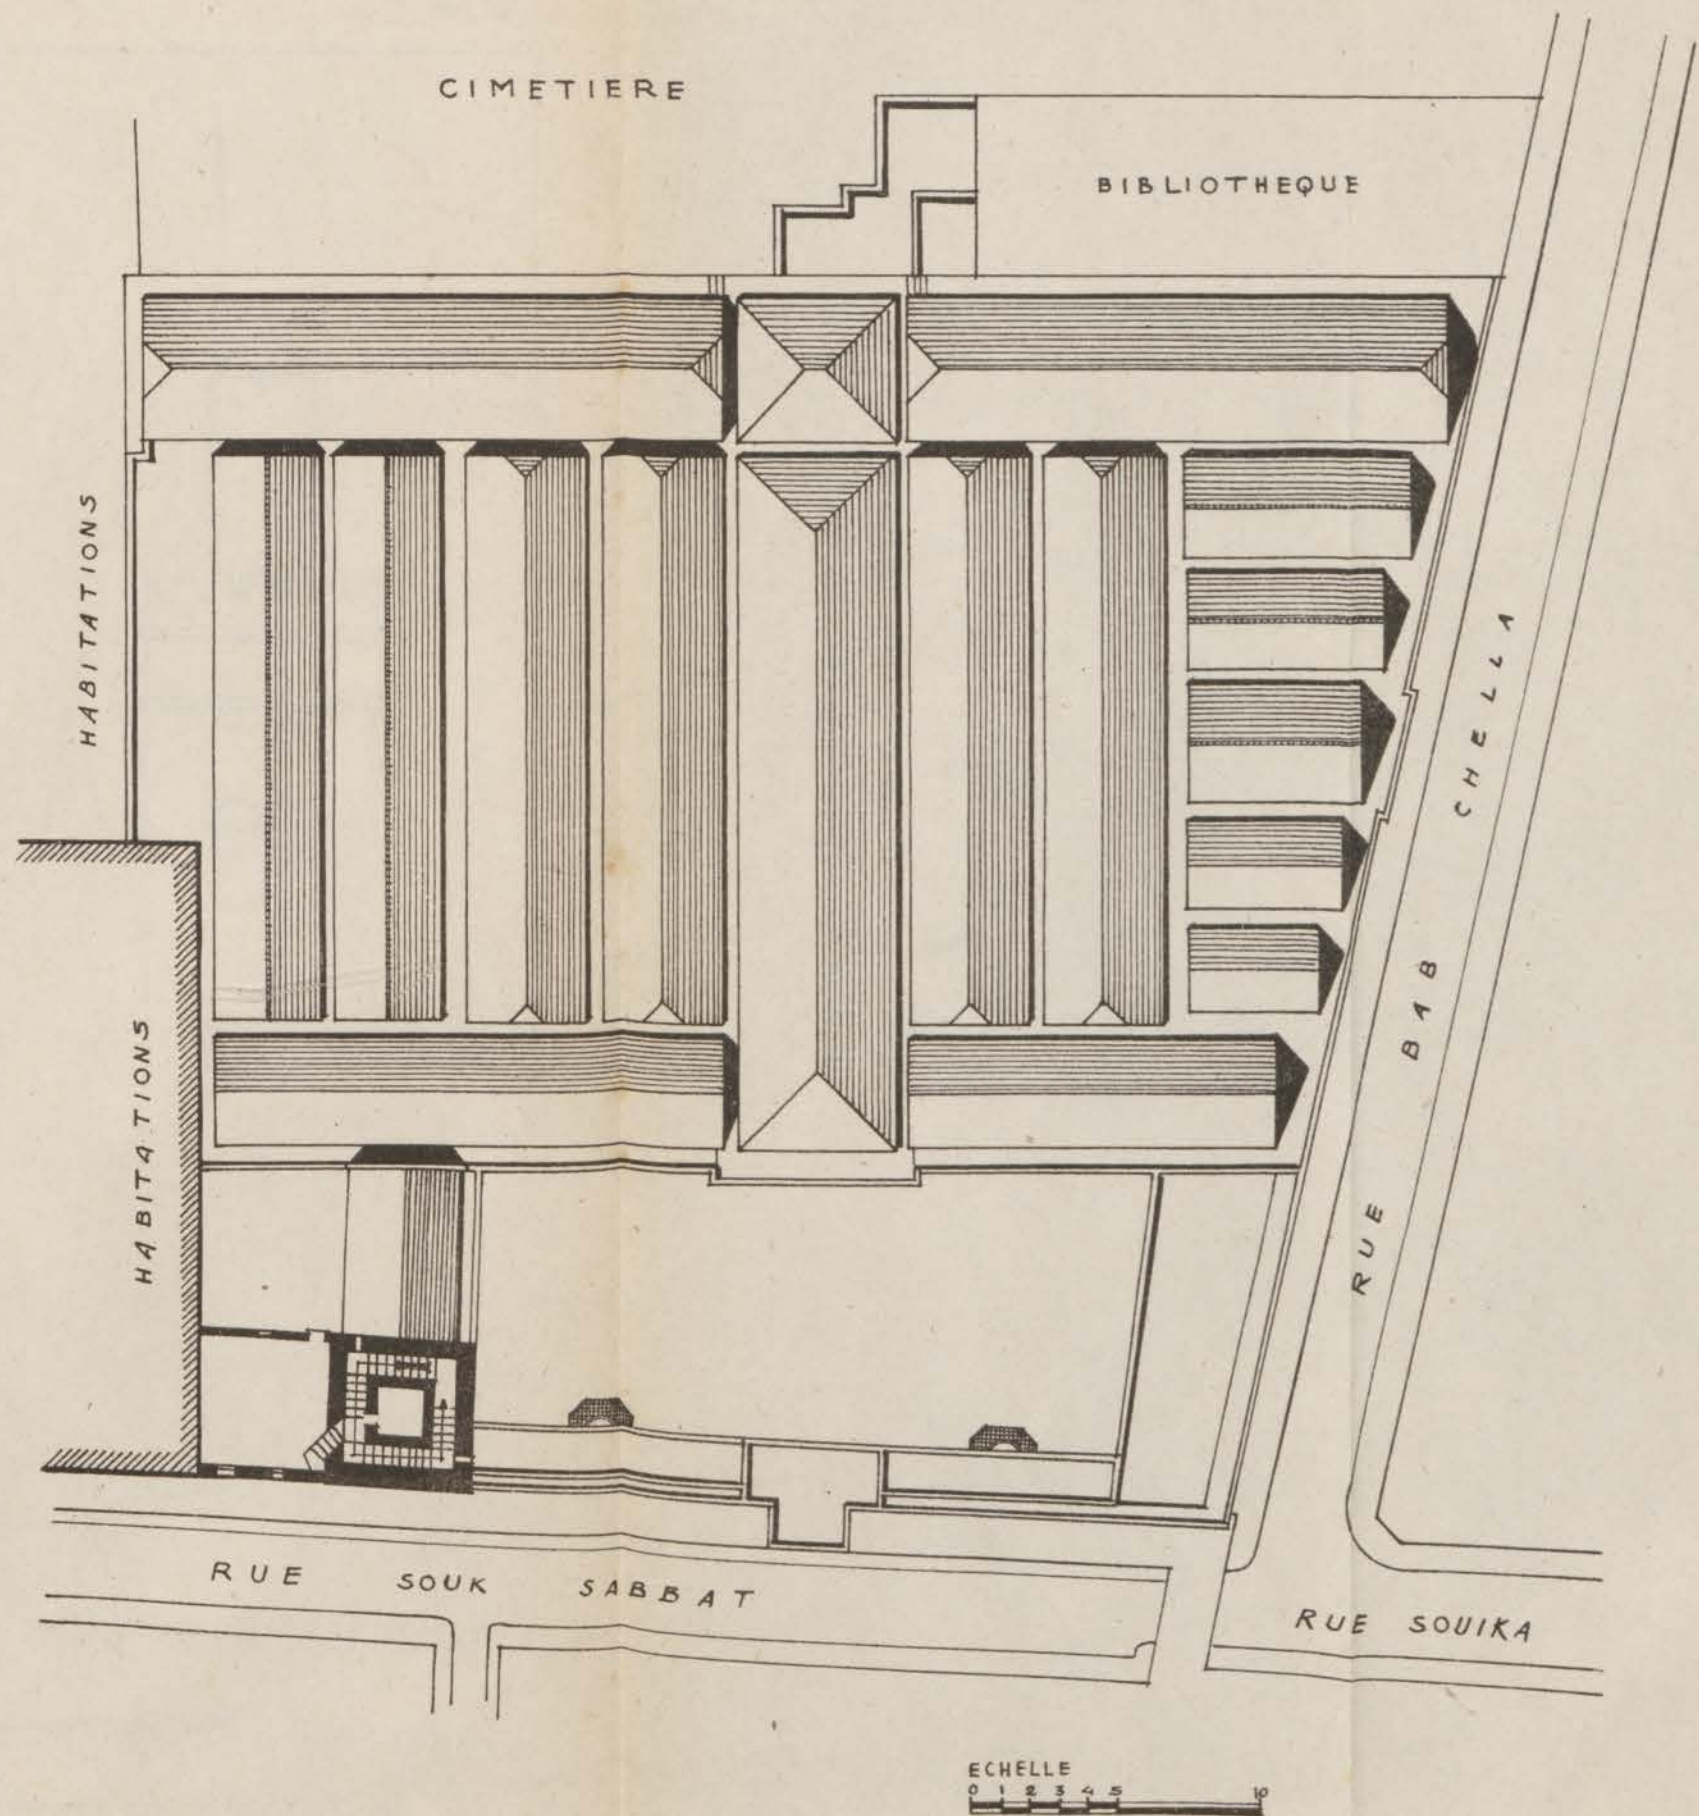 CIMETIERE
BIBLIOTHEQUE
HABITATIONS
HABITATIONS
RUE BAB CHELLA
RUE SOUK SABBAT
RUE SOUIKA
ECHELLE
0 1 2 3 4 5 10